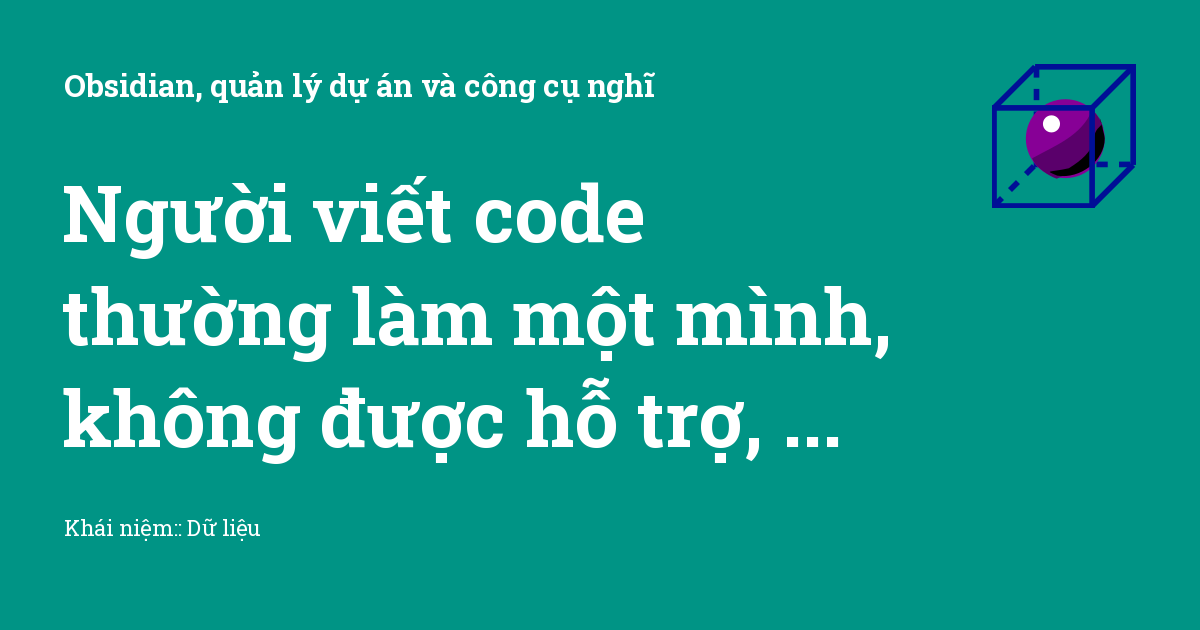 Obsidian, quản lý dự án và công cụ nghĩ
Người viết code
thường làm một mình,
không được hỗ trợ, ...
Khái niệm:: Dữ liệu